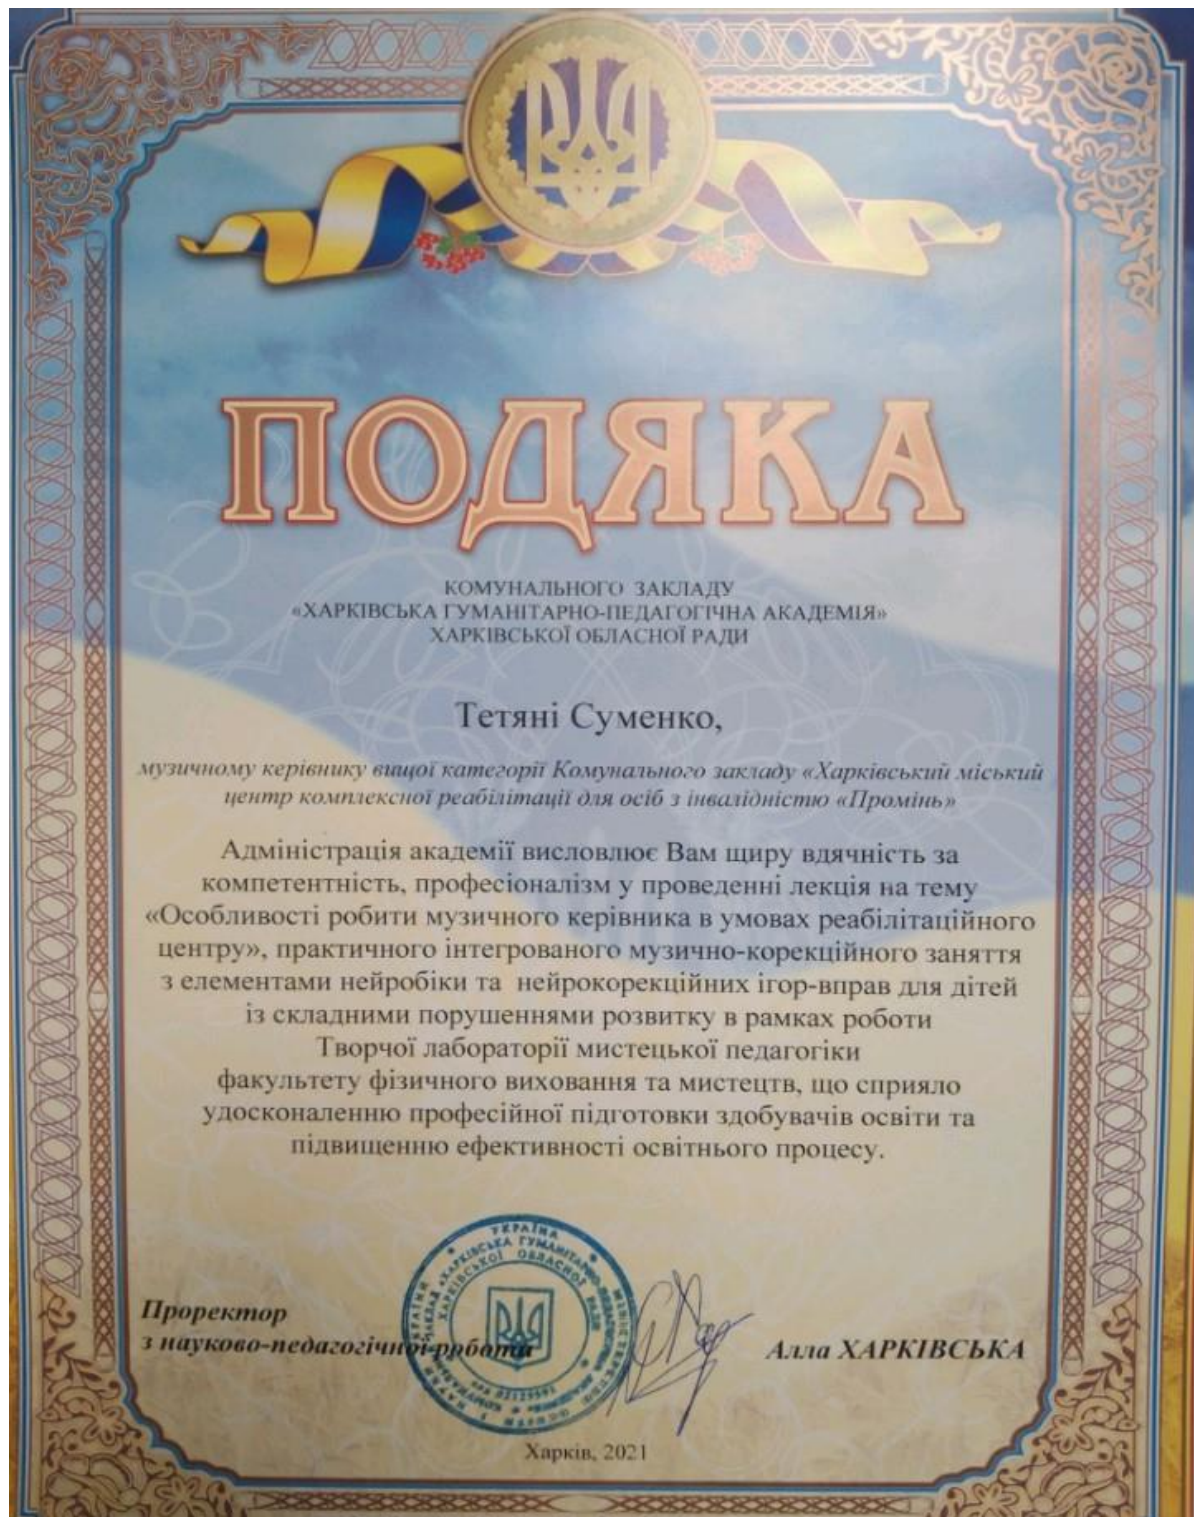 ПОДЯКА
КОМУНАЛЬНОГО ЗАКЛАДУ
«ХАРКІВСЬКА ГУМАНІТАРНО-ПЕДАГОГІЧНА АКАДЕМІЯ»
ХАРКІВСЬКОЇ ОБЛАСНОЇ РАДИ
Тетяні Суменко,
музичному керівнику вищої категорії Комунального закладу «Харківський міський
центр комплексної реабілітації для осіб з інвалідністю «Промінь»
Адміністрація академії висловлює Вам щиру вдячність за
компетентність, професіоналізм у проведенні лекція на тему
«Особливості робити музичного керівника в умовах реабілітаційного
центру», практичного інтегрованого музично-корекційного заняття
з елементами нейробіки та нейрокорекційних ігор-вправ для дітей
із складними порушеннями розвитку в рамках роботи
Творчої лабораторії мистецької педагогіки
факультету фізичного виховання та мистецтв, що сприяло
удосконаленню професійної підготовки здобувачів освіти та
підвищенню ефективності освітнього процесу.
УКРАЇНА
ХАРКІВСЬКОЇ ОБЛАСНОЇ РАДИ
Проректор
з науково-педагогічної роботи
Алла ХАРКІВСЬКА
Харків, 2021